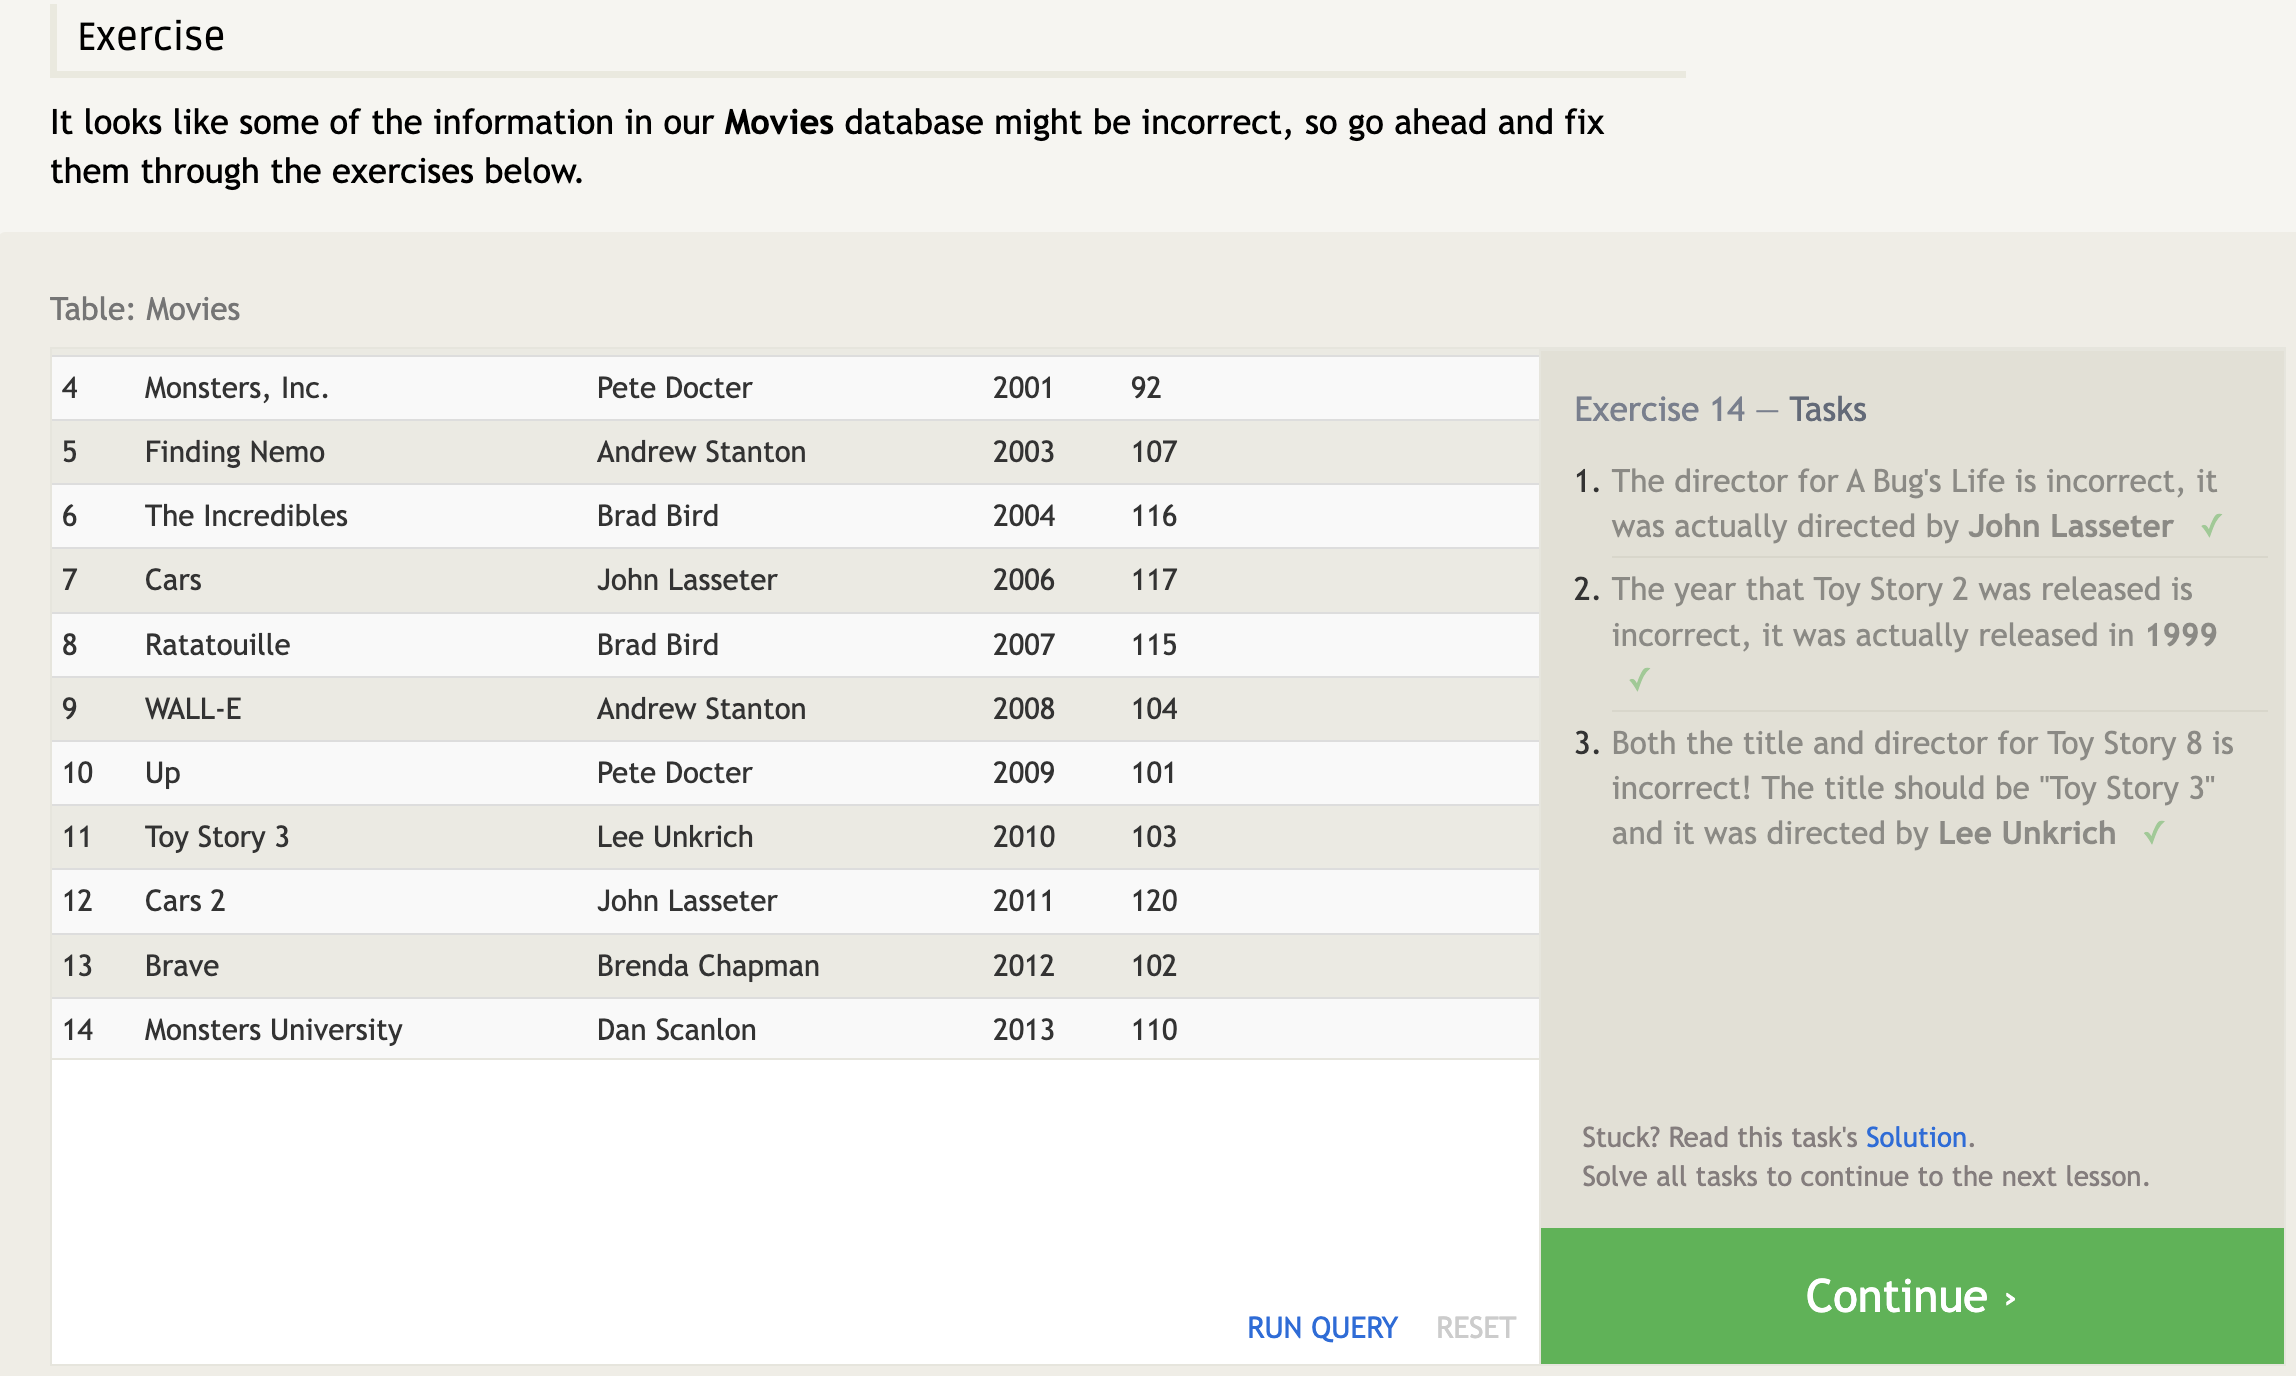 Exercise
It looks like some of the information in our Movies database might be incorrect, so go ahead and fix
them through the exercises below.
Table: Movies
4 Monsters, Inc. Pete Docter 2001 92
5 Finding Nemo Andrew Stanton 2003 107
6 The Incredibles Brad Bird 2004 116
7 Cars John Lasseter 2006 117
8 Ratatouille Brad Bird 2007 115
9 WALL-E Andrew Stanton 2008 104
10 Up Pete Docter 2009 101
11 Toy Story 3 Lee Unkrich 2010 103
12 Cars 2 John Lasseter 2011 120
13 Brave Brenda Chapman 2012 102
14 Monsters University Dan Scanlon 2013 110
RUN QUERY RESET
Exercise 14 — Tasks
1. The director for A Bug's Life is incorrect, it
was actually directed by John Lasseter ✓
2. The year that Toy Story 2 was released is
incorrect, it was actually released in 1999
✓
3. Both the title and director for Toy Story 8 is
incorrect! The title should be "Toy Story 3"
and it was directed by Lee Unkrich ✓
Stuck? Read this task's Solution.
Solve all tasks to continue to the next lesson.
Continue ›